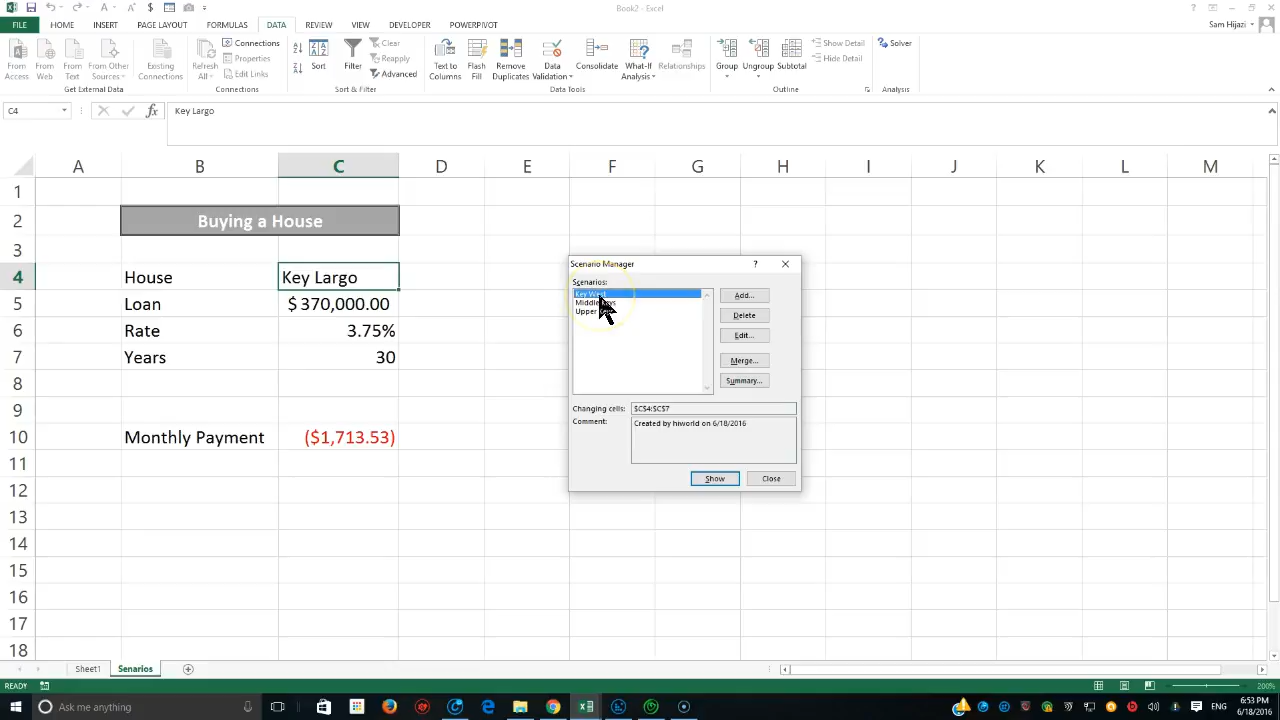 Book2 - Excel
FILE HOME INSERT PAGE LAYOUT FORMULAS DATA REVIEW VIEW DEVELOPER POWERPIVOT
Sam Hijazi
From Access
From Web
From Text
From Other Sources
Existing Connections
Get External Data
Refresh All
Connections
Properties
Edit Links
Connections
Sort
Filter
Clear
Reapply
Advanced
Sort & Filter
Text to Columns
Flash Fill
Remove Duplicates
Data Validation
Consolidate
What-If Analysis
Relationships
Data Tools
Group
Ungroup
Subtotal
Show Detail
Hide Detail
Outline
Solver
Analysis
C4 fx Key Largo
A B C D E F G H I J K L M
1
2 Buying a House
3
4 House Key Largo
5 Loan $ 370,000.00
6 Rate 3.75%
7 Years 30
8
9
10 Monthly Payment ($1,713.53)
11
12
13
14
15
16
17
18
Scenario Manager ?
Scenarios:
Key West
Upper
Add...
Delete
Edit...
Merge...
Summary...
Changing cells: $C$4:$C$7
Comment: Created by hiworld on 6/18/2016
Show Close
Sheet1 Senarios
READY 200%
Ask me anything
6:53 PM
6/18/2016